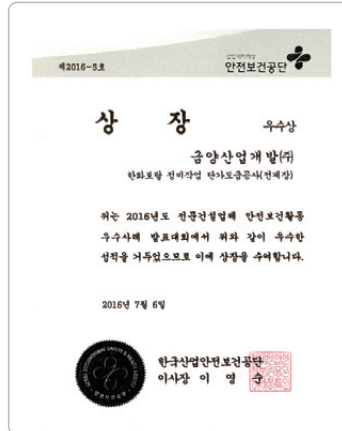 제2016-5호
안전보건공단
상 장
우수상
금양산업개발(주)
한화토탈 정비작업 단가도급공사(전계장)
위는 2016년도 전문건설업체 안전보건활동
우수사례 발표대회에서 위와 같이 우수한
성적을 거두었으므로 이에 상장을 수여합니다.
2016년 7월 6일
한국산업안전보건공단
이사장 이 영 순